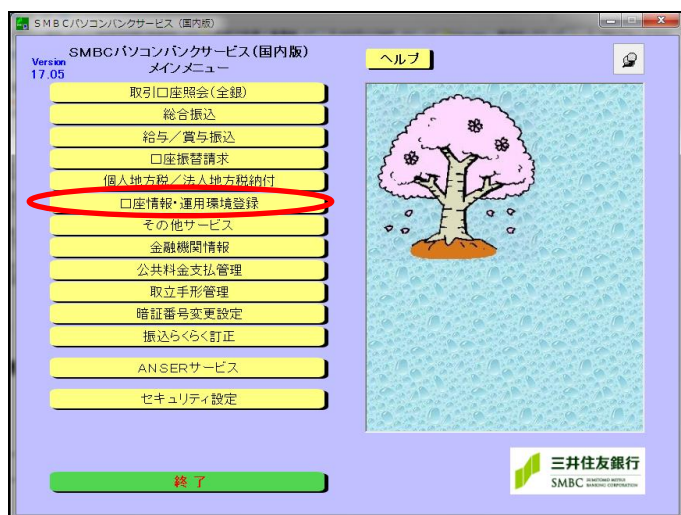 SMBCパソコンバンクサービス (国内版)
SMBCパソコンバンクサービス(国内版)
Version
17.05
メインメニュー
ヘルプ
取引口座照会(全銀)
総合振込
給与/賞与振込
口座振替請求
個人地方税/法人地方税納付
口座情報・運用環境登録
その他サービス
金融機関情報
公共料金支払管理
取立手形管理
暗証番号変更設定
振込らくらく訂正
ANSERサービス
セキュリティ設定
終了
三井住友銀行
SMBC SUMITOMO MITSUI
BANKING CORPORATION